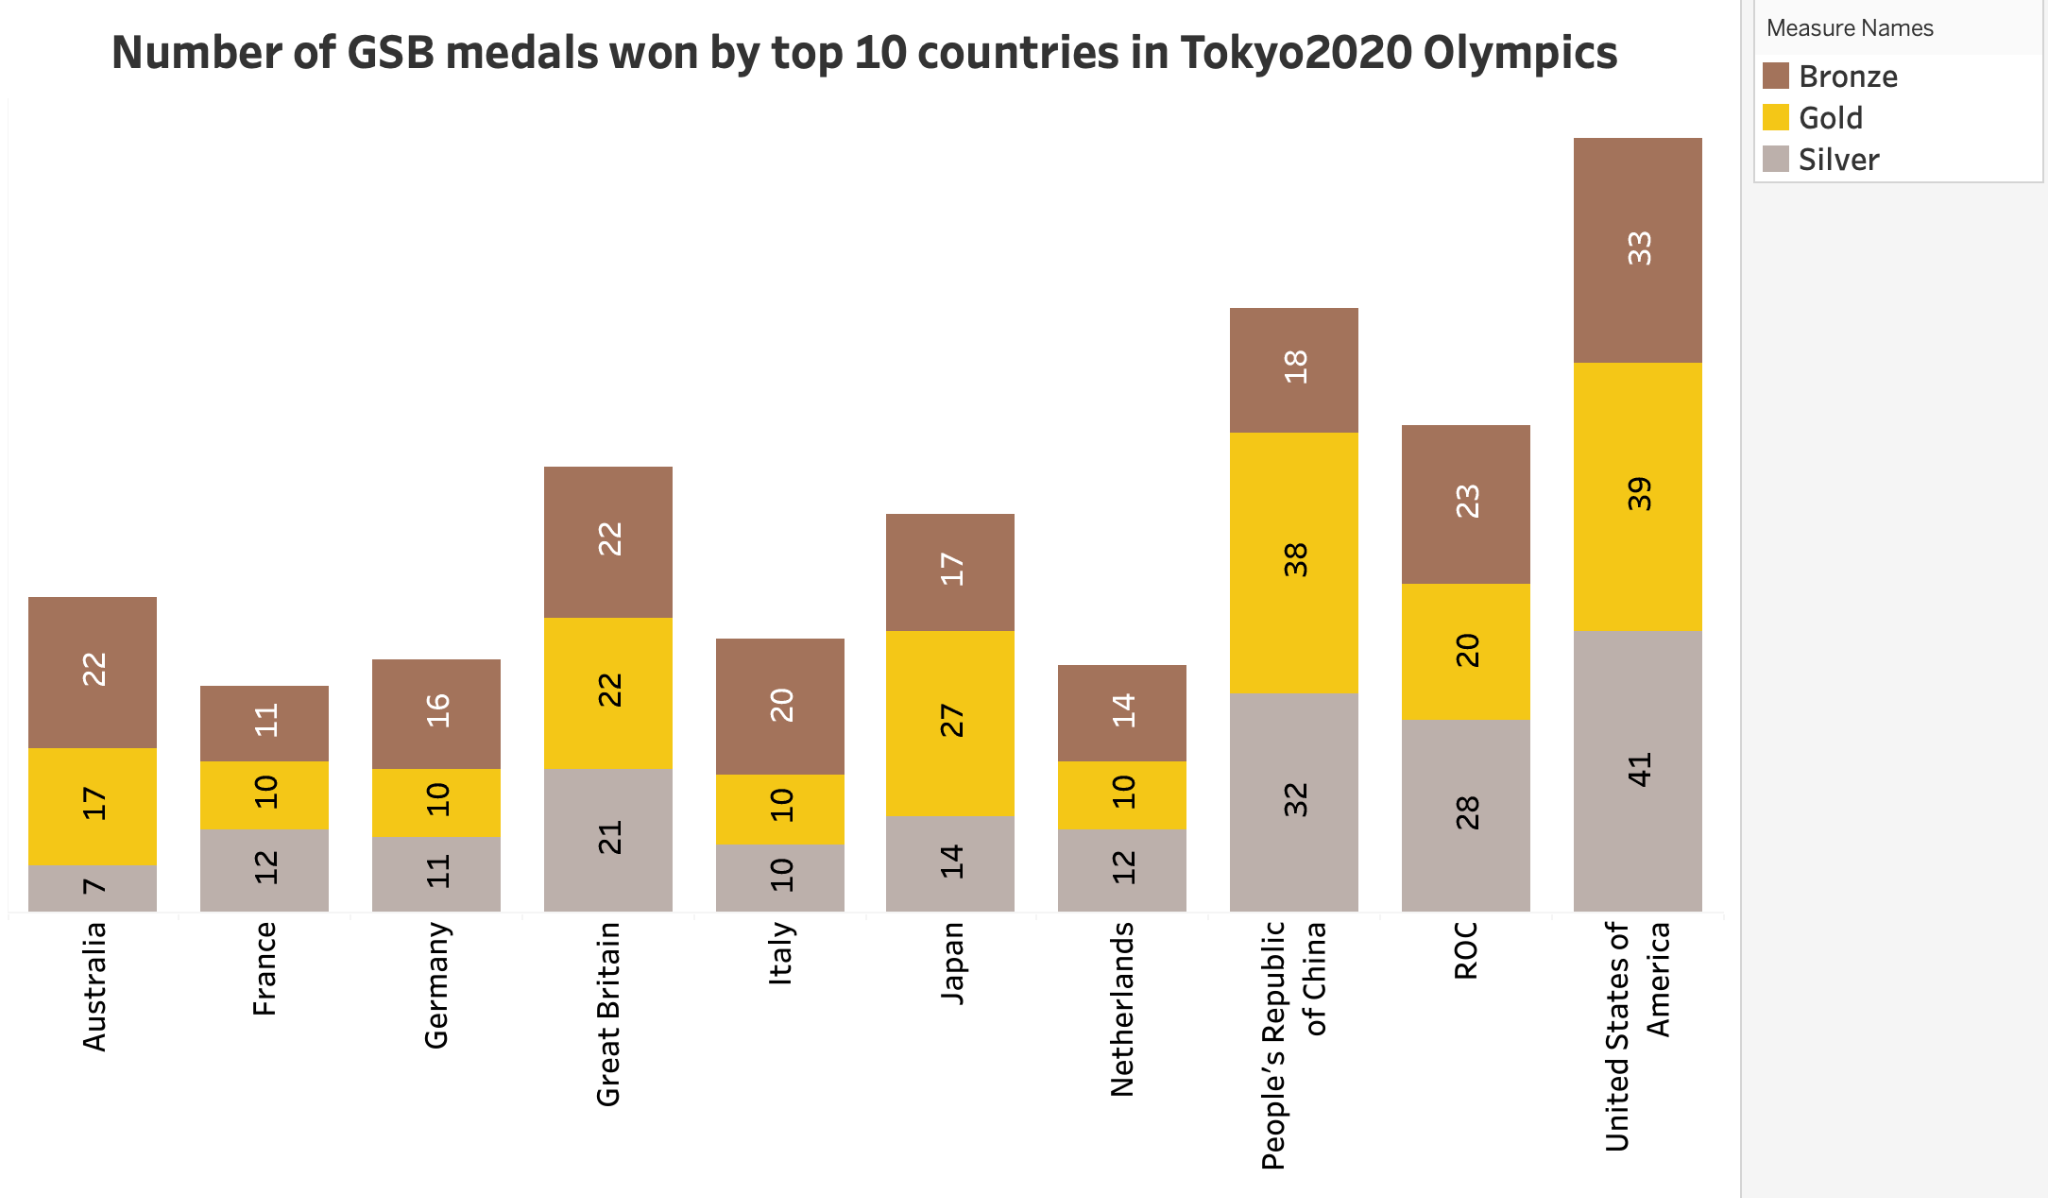 Number of GSB medals won by top 10 countries in Tokyo2020 Olympics
Measure Names
Bronze
Gold
Silver
22
17
7
11
10
12
16
10
11
22
22
21
20
10
10
17
27
14
14
10
12
18
38
32
23
20
28
33
39
41
Australia
France
Germany
Great Britain
Italy
Japan
Netherlands
People's Republic
of China
ROC
United States of
America